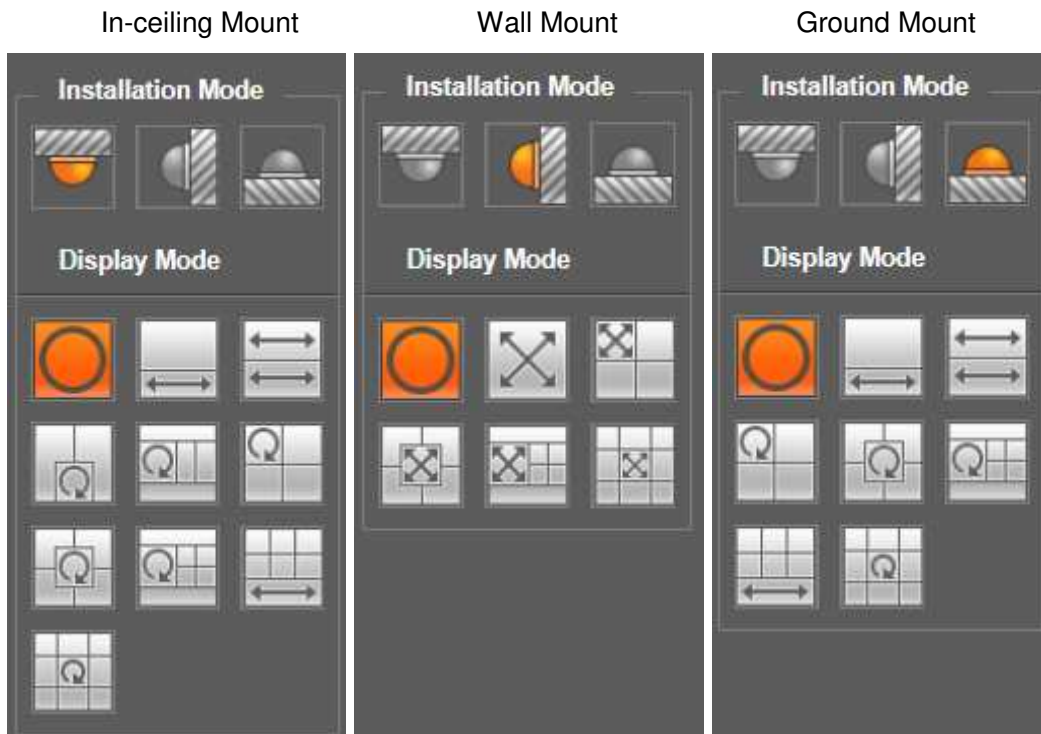 In-ceiling Mount
Wall Mount
Ground Mount
Installation Mode
Installation Mode
Installation Mode
Display Mode
Display Mode
Display Mode